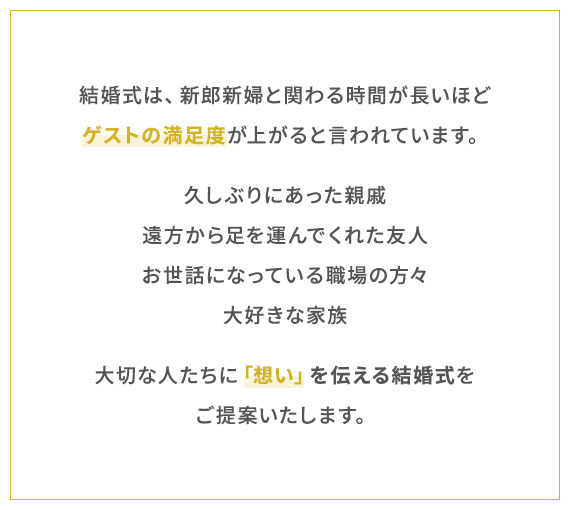 結婚式は、新郎新婦と関わる時間が長いほど
ゲストの満足度が上がると言われています。
久しぶりにあった親戚
遠方から足を運んでくれた友人
お世話になっている職場の方々
大好きな家族
大切な人たちに「想い」を伝える結婚式を
ご提案いたします。